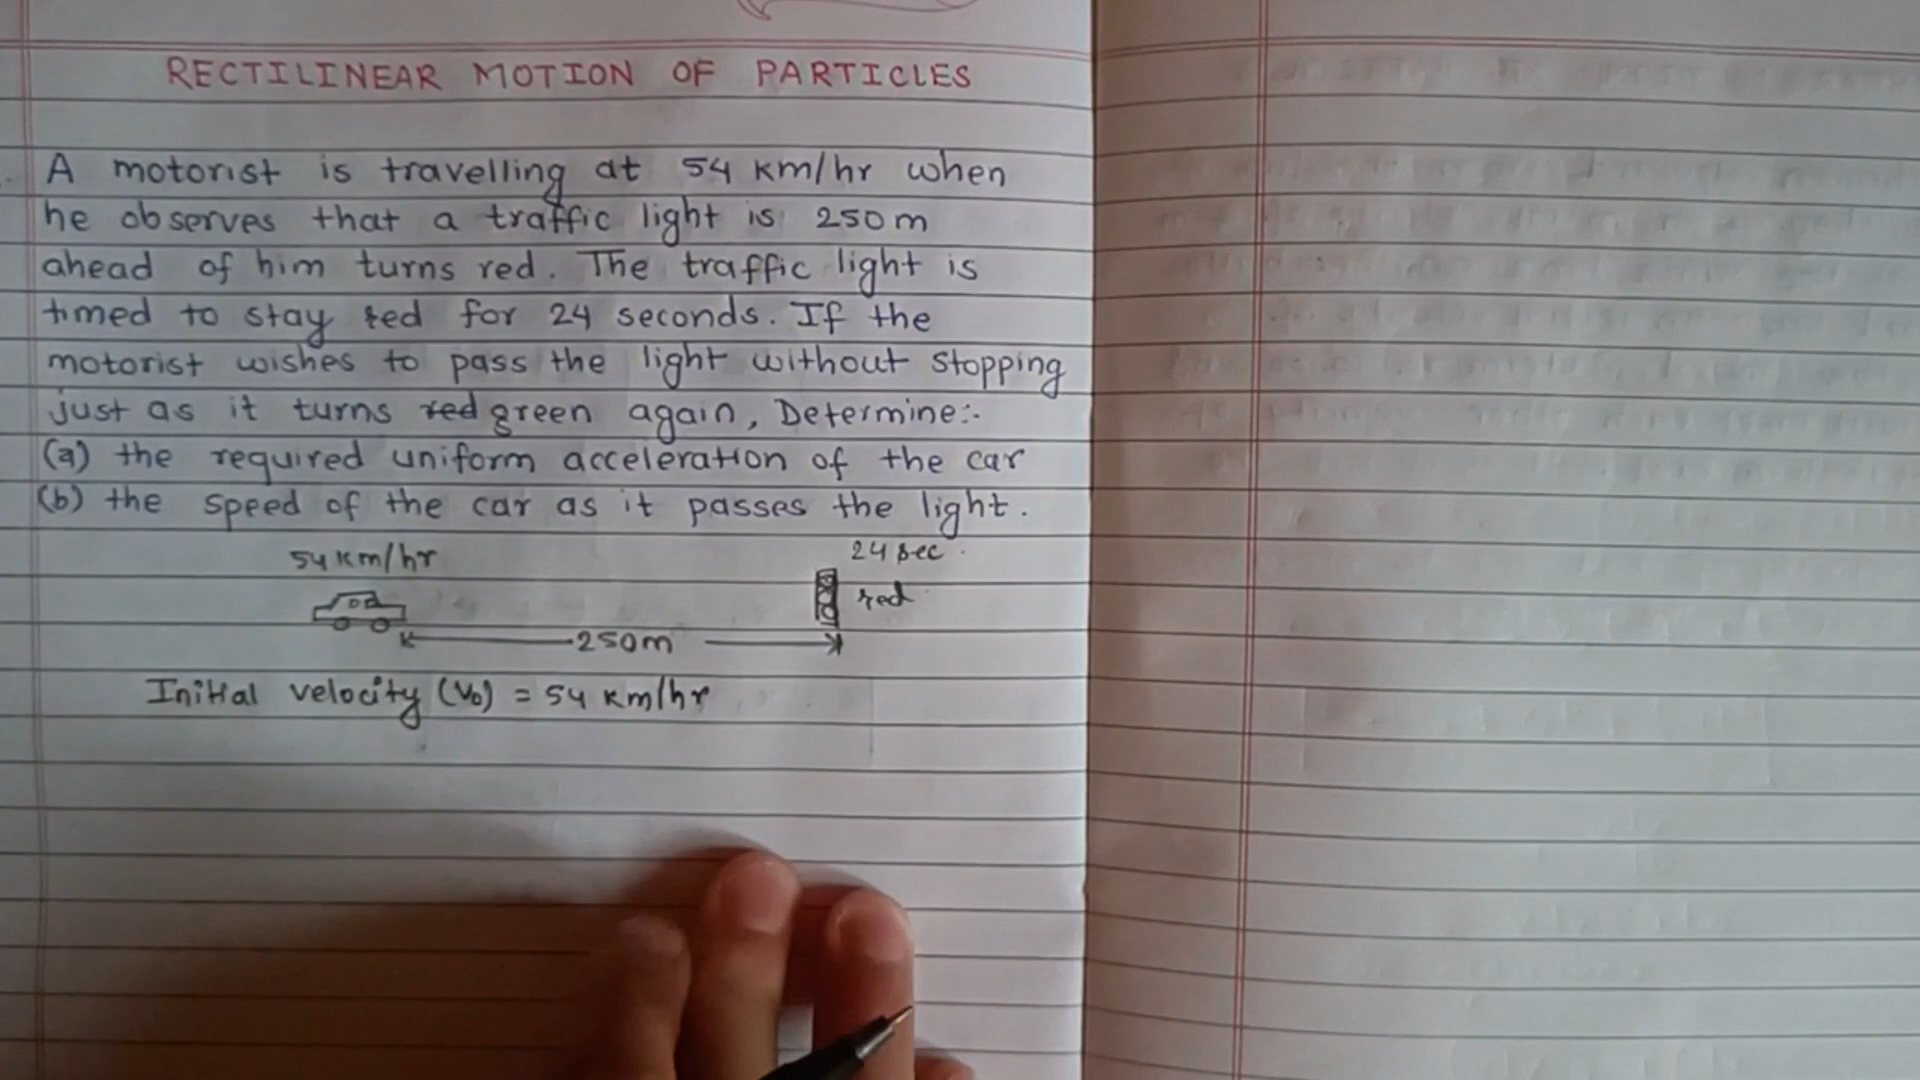 RECTILINEAR MOTION OF PARTICLES
A motorist is travelling at 54 km/hr when
he observes that a traffic light is 250m
ahead of him turns red. The traffic light is
timed to stay red for 24 seconds. If the
motorist wishes to pass the light without stopping
just as it turns red green again, Determine:-
(a) the required uniform acceleration of the car
(b) the speed of the car as it passes the light.
54 km/hr
24 sec
red
250m
Initial velocity (V₀) = 54 km/hr